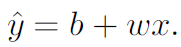 ŷ = b + wx.